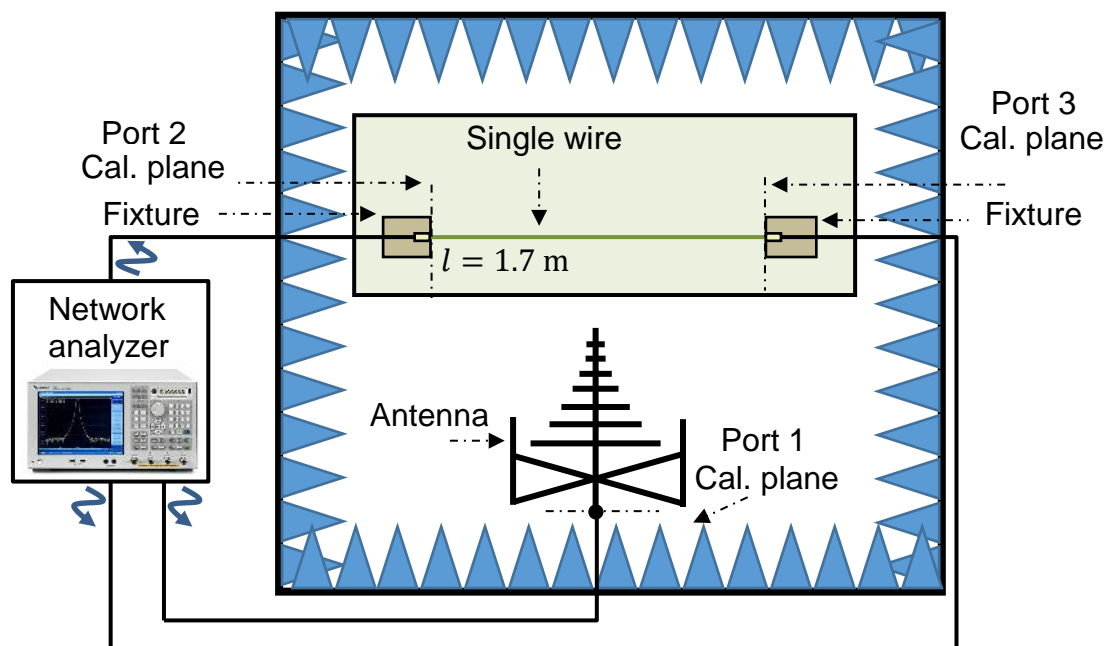 Port 2
Cal. plane
Fixture
Single wire
Port 3
Cal. plane
Fixture
l = 1.7 m
Network
analyzer
Antenna
Port 1
Cal. plane